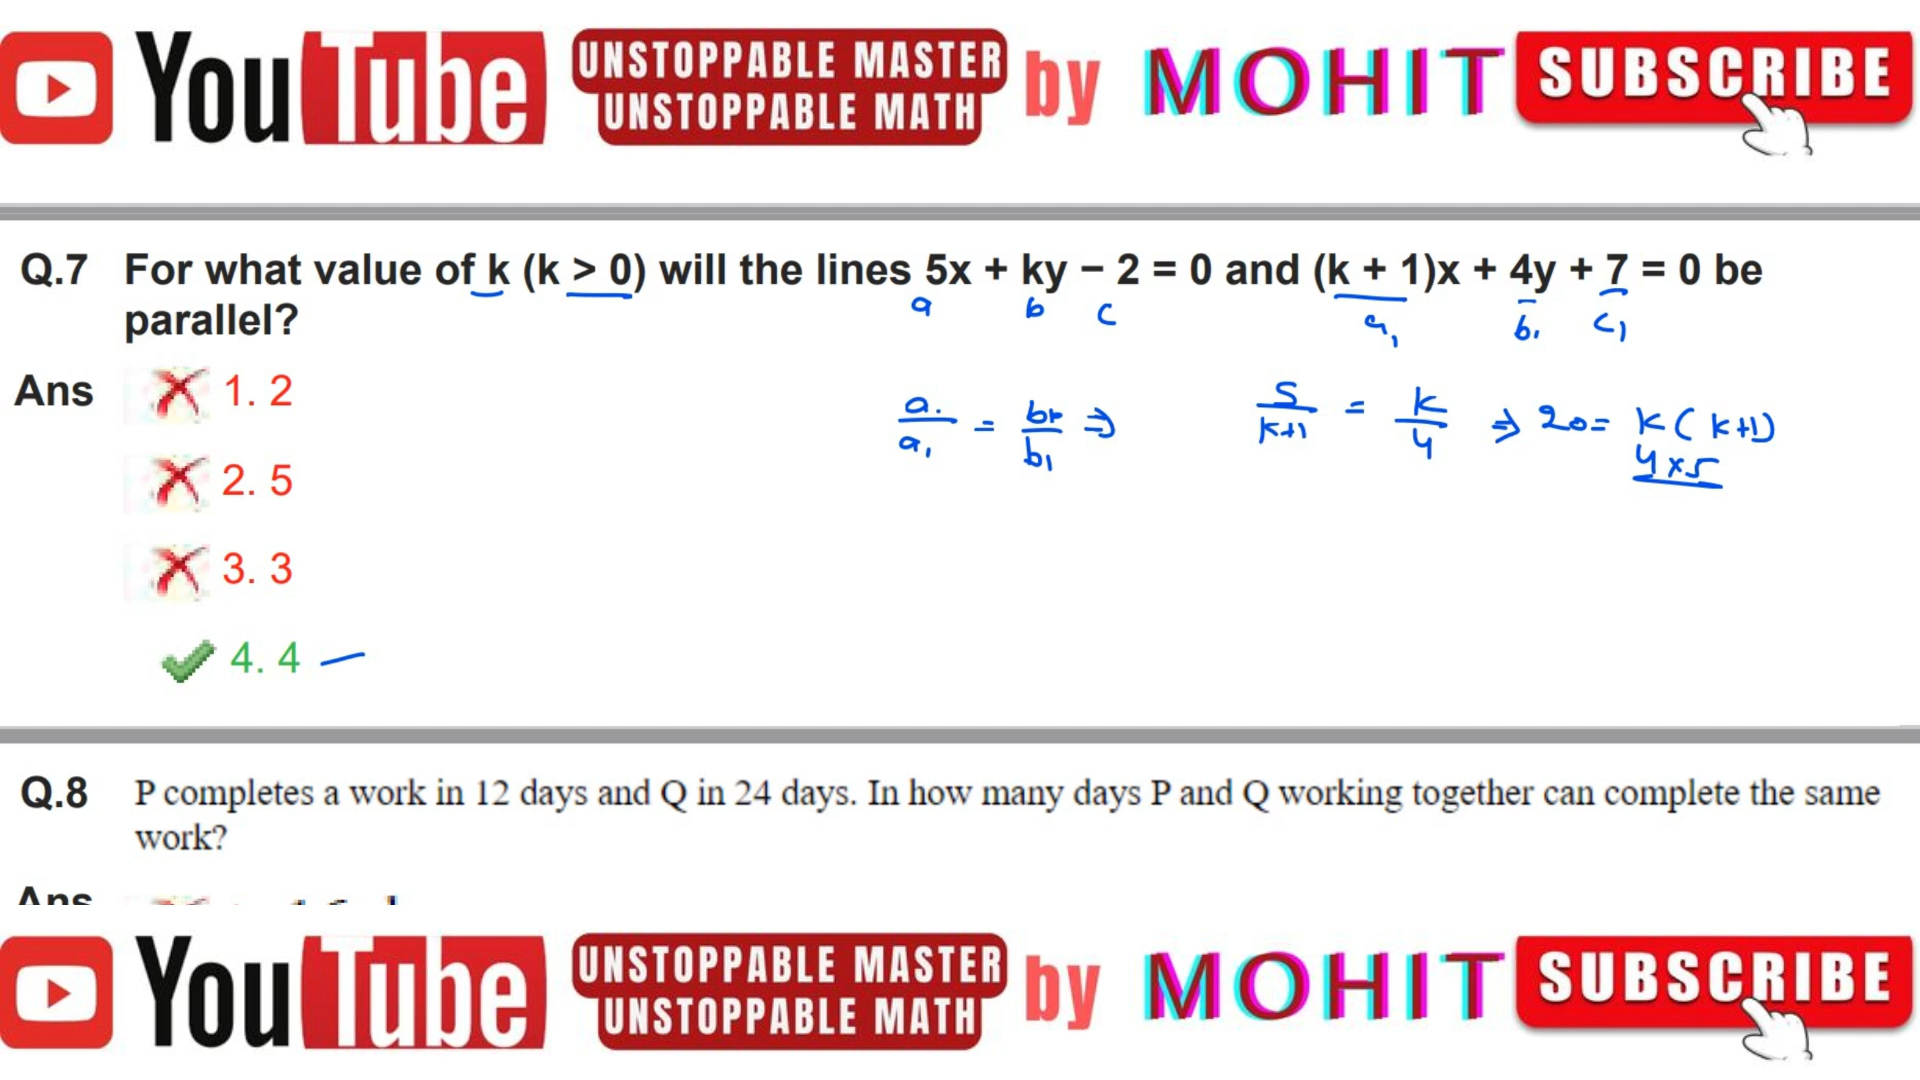 YouTube UNSTOPPABLE MASTER by MOHIT SUBSCRIBE
UNSTOPPABLE MATH
Q.7 For what value of k (k > 0) will the lines 5x + ky − 2 = 0 and (k + 1)x + 4y + 7 = 0 be
parallel?
a b c a₁ b₁ c₁
Ans 1. 2
a/a₁ = b/b₁ ⇒ 5/k+1 = k/4 ⇒ 20 = k(k+1)
4×5
2. 5
3. 3
4. 4
Q.8 P completes a work in 12 days and Q in 24 days. In how many days P and Q working together can complete the same
work?
Ans
YouTube UNSTOPPABLE MASTER by MOHIT SUBSCRIBE
UNSTOPPABLE MATH